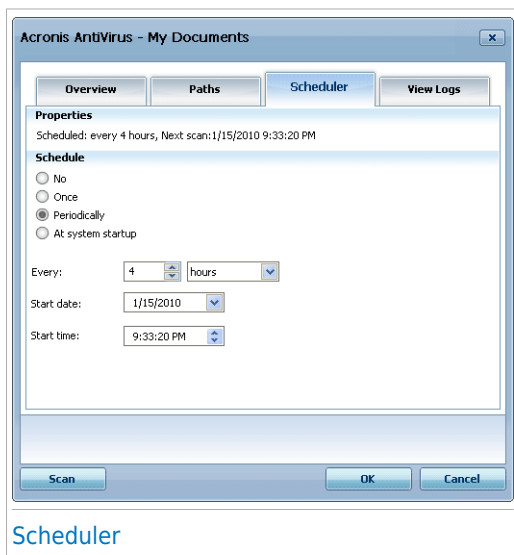 Acronis AntiVirus - My Documents
Overview Paths Scheduler View Logs
Properties
Scheduled: every 4 hours, Next scan:1/15/2010 9:33:20 PM
Schedule
No
Once
Periodically
At system startup
Every: 4 hours
Start date: 1/15/2010
Start time: 9:33:20 PM
Scan OK Cancel
Scheduler